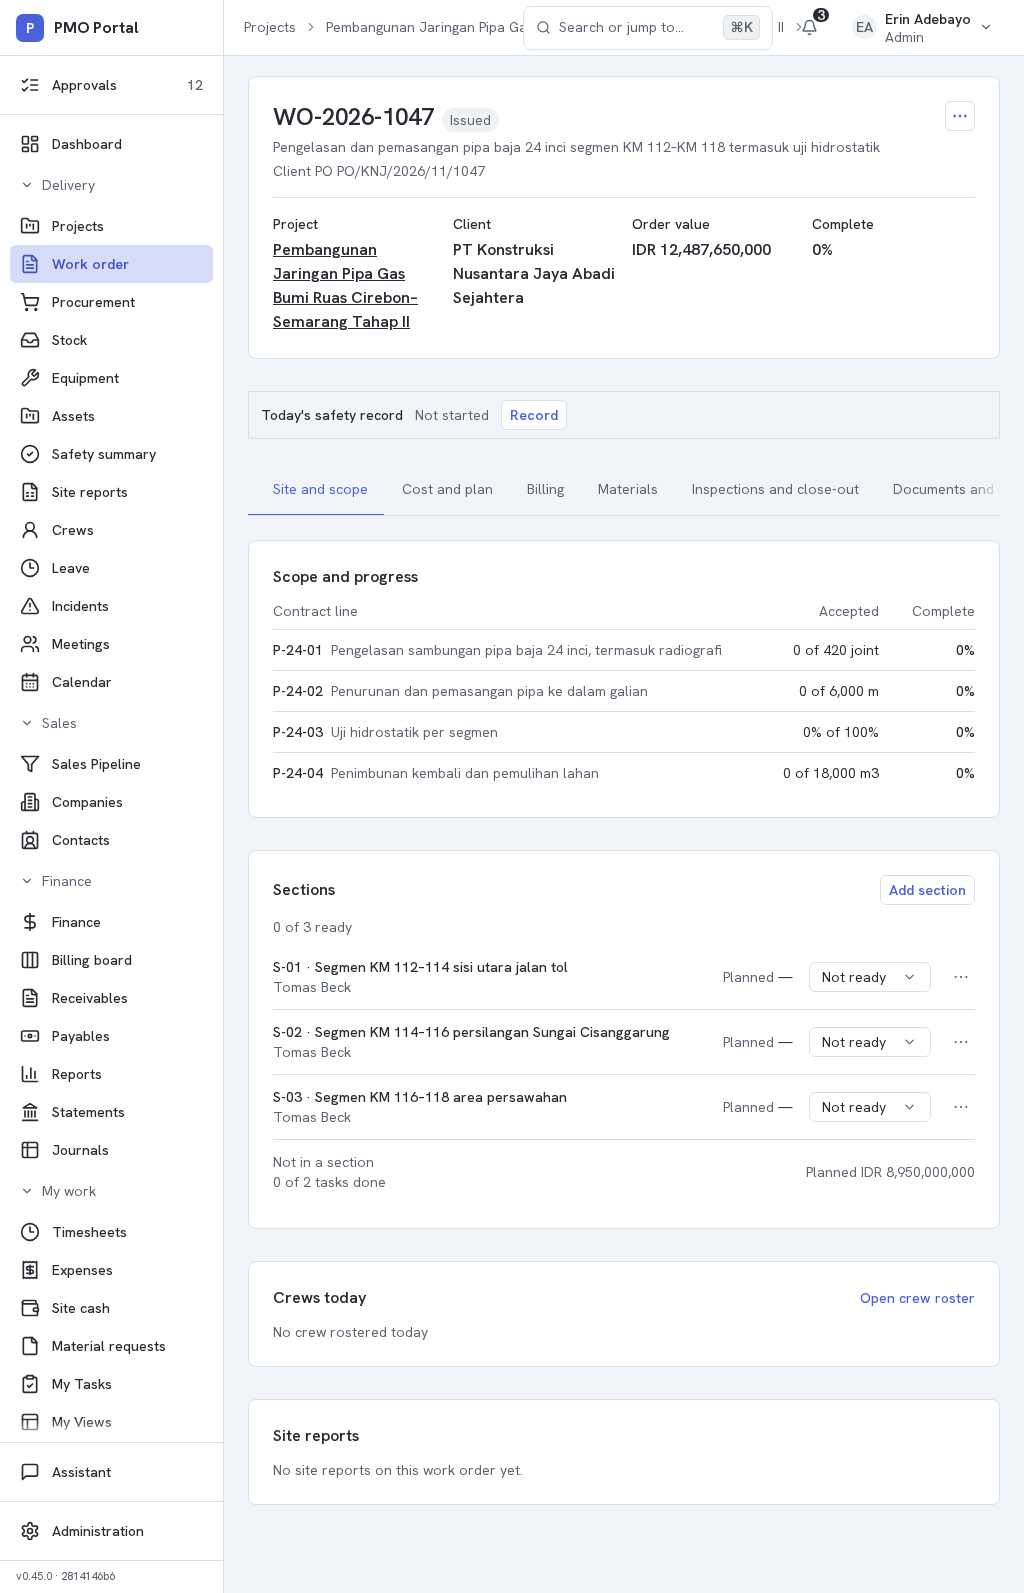 P PMO Portal
Projects > Pembangunan Jaringan Pipa Ga
Search or jump to...
⌘K
II >
3
EA
Erin Adebayo
Admin
Approvals 12
Dashboard
Delivery
Projects
Work order
Procurement
Stock
Equipment
Assets
Safety summary
Site reports
Crews
Leave
Incidents
Meetings
Calendar
Sales
Sales Pipeline
Companies
Contacts
Finance
Finance
Billing board
Receivables
Payables
Reports
Statements
Journals
My work
Timesheets
Expenses
Site cash
Material requests
My Tasks
My Views
Assistant
Administration
v0.45.0 · 2814146b6
WO-2026-1047 Issued
Pengelasan dan pemasangan pipa baja 24 inci segmen KM 112–KM 118 termasuk uji hidrostatik
Client PO PO/KNJ/2026/11/1047
Project
Pembangunan
Jaringan Pipa Gas
Bumi Ruas Cirebon–
Semarang Tahap II
Client
PT Konstruksi
Nusantara Jaya Abadi
Sejahtera
Order value
IDR 12,487,650,000
Complete
0%
Today's safety record Not started Record
Site and scope Cost and plan Billing Materials Inspections and close-out Documents and
Scope and progress
Contract line Accepted Complete
P-24-01 Pengelasan sambungan pipa baja 24 inci, termasuk radiografi 0 of 420 joint 0%
P-24-02 Penurunan dan pemasangan pipa ke dalam galian 0 of 6,000 m 0%
P-24-03 Uji hidrostatik per segmen 0% of 100% 0%
P-24-04 Penimbunan kembali dan pemulihan lahan 0 of 18,000 m3 0%
Sections Add section
0 of 3 ready
S-01 · Segmen KM 112–114 sisi utara jalan tol
Tomas Beck
Planned — Not ready
S-02 · Segmen KM 114–116 persilangan Sungai Cisanggarung
Tomas Beck
Planned — Not ready
S-03 · Segmen KM 116–118 area persawahan
Tomas Beck
Planned — Not ready
Not in a section
0 of 2 tasks done
Planned IDR 8,950,000,000
Crews today Open crew roster
No crew rostered today
Site reports
No site reports on this work order yet.